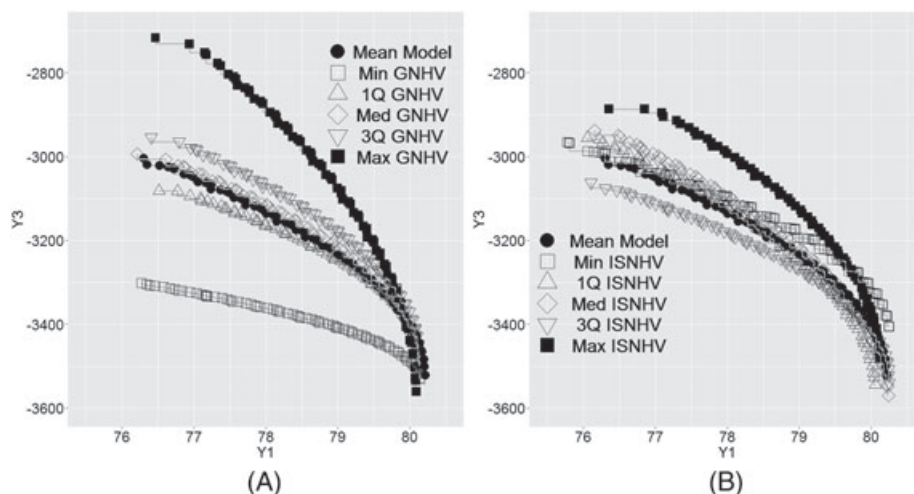 -2800
-3000
-3200
-3400
-3600
Y3
Mean Model
Min GNHV
1Q GNHV
Med GNHV
3Q GNHV
Max GNHV
76 77 78 79 80
Y1
(A)
-2800
-3000
-3200
-3400
-3600
Y3
Mean Model
Min ISNHV
1Q ISNHV
Med ISNHV
3Q ISNHV
Max ISNHV
76 77 78 79 80
Y1
(B)